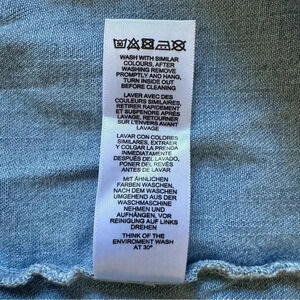 WASH WITH SIMILAR
COLOURS, AFTER
WASHING REMOVE
PROMPTLY AND HANG,
TURN INSIDE OUT
BEFORE CLEANING
LAVER AVEC DES
COULEURS SIMILAIRES,
RETIRER RAPIDEMENT
ET SUSPENDRE APRÈS
LAVAGE, RETOURNER
SUR L'ENVERS AVANT
LAVAGE
LAVAR CON COLORES
SIMILARES, EXTRAER
Y COLGAR LA PRENDA
INMEDIATAMENTE
DESPUÉS DEL LAVADO,
PONER DEL REVÉS
ANTES DE LAVAR
MIT ÄHNLICHEN
FARBEN WASCHEN,
NACH DEM WASCHEN
UMGEHEND AUS DER
WASCHMASCHINE
NEHMEN UND
AUFHÄNGEN, VOR
REINIGUNG AUF LINKS
DREHEN
THINK OF THE
ENVIROMENT WASH
AT 30°